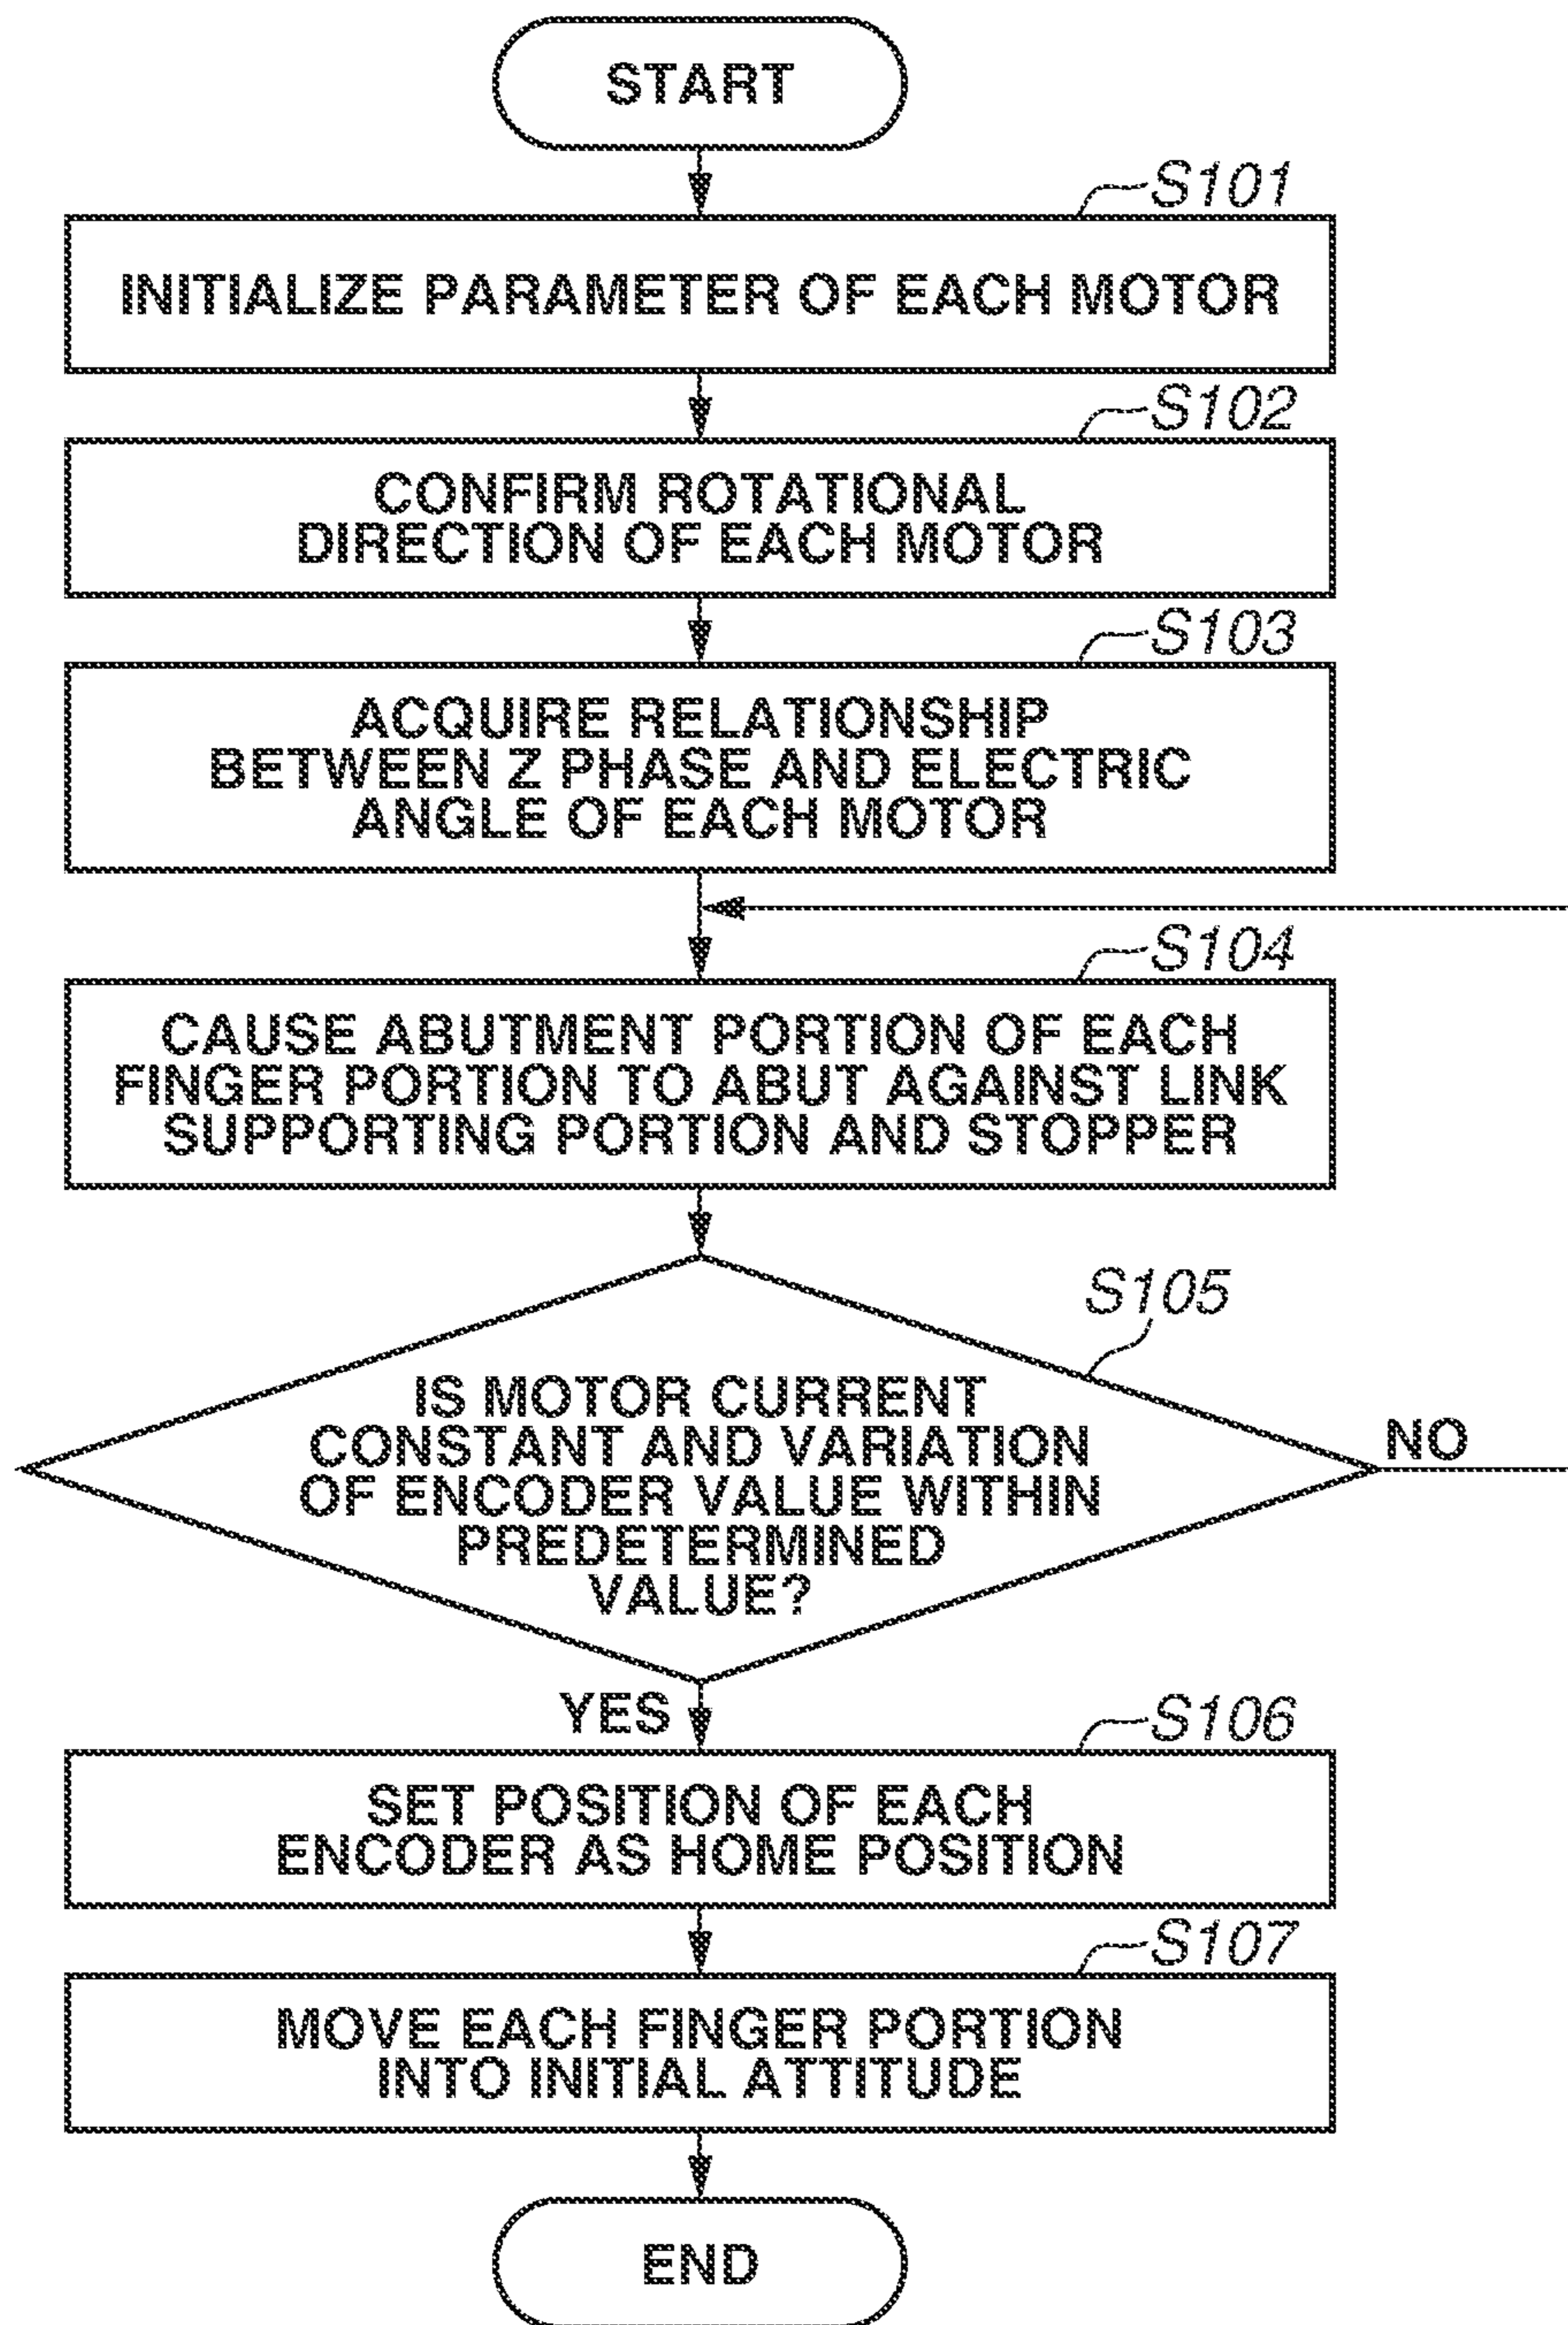 START
S101
INITIALIZE PARAMETER OF EACH MOTOR
S102
CONFIRM ROTATIONAL
DIRECTION OF EACH MOTOR
S103
ACQUIRE RELATIONSHIP
BETWEEN Z PHASE AND ELECTRIC
ANGLE OF EACH MOTOR
S104
CAUSE ABUTMENT PORTION OF EACH
FINGER PORTION TO ABUT AGAINST LINK
SUPPORTING PORTION AND STOPPER
S105
IS MOTOR CURRENT
CONSTANT AND VARIATION
OF ENCODER VALUE WITHIN
PREDETERMINED
VALUE?
NO
YES
S106
SET POSITION OF EACH
ENCODER AS HOME POSITION
S107
MOVE EACH FINGER PORTION
INTO INITIAL ATTITUDE
END